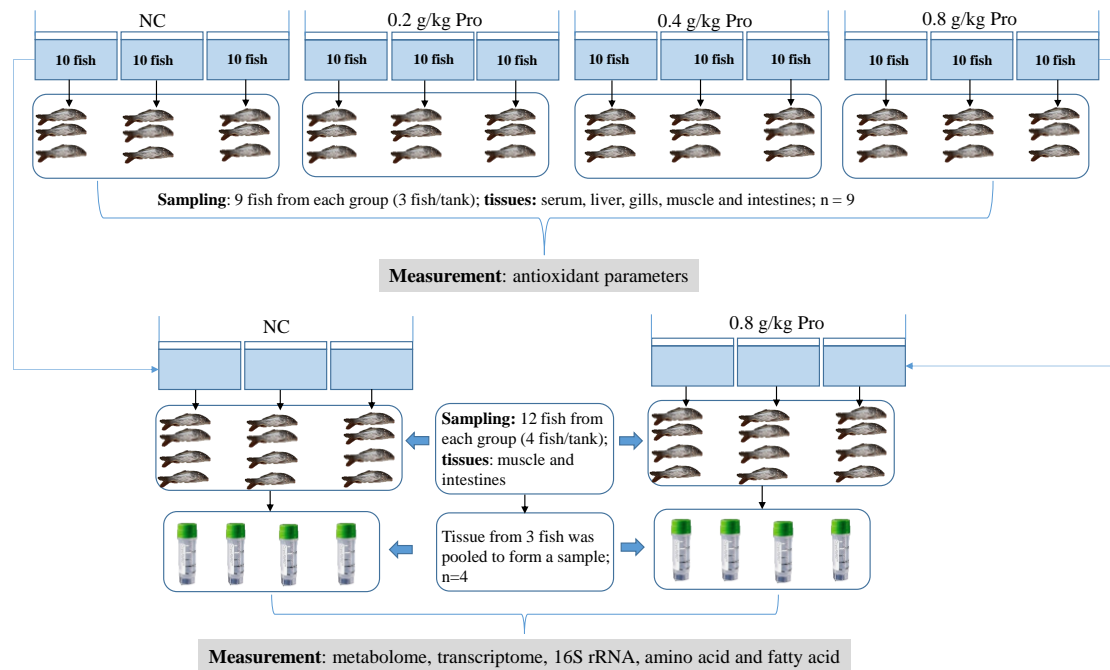 NC
0.2 g/kg Pro
0.4 g/kg Pro
0.8 g/kg Pro
10 fish
10 fish
10 fish
10 fish
10 fish
10 fish
10 fish
10 fish
10 fish
10 fish
10 fish
10 fish
Sampling: 9 fish from each group (3 fish/tank); tissues: serum, liver, gills, muscle and intestines; n = 9
Measurement: antioxidant parameters
NC
0.8 g/kg Pro
Sampling: 12 fish from
each group (4 fish/tank);
tissues: muscle and
intestines
Tissue from 3 fish was
pooled to form a sample;
n=4
Measurement: metabolome, transcriptome, 16S rRNA, amino acid and fatty acid